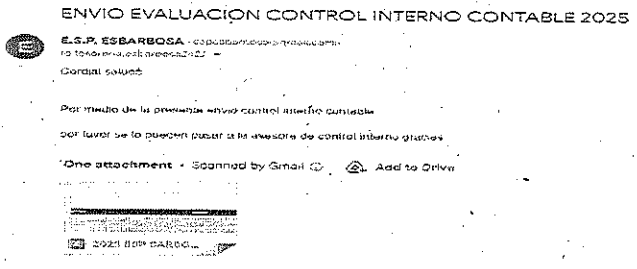 ENVIO EVALUACION CONTROL INTERNO CONTABLE 2025
E
E.S.P. ESBARBOSA
Cordial saludo
Por medio de la presente envio control interno contable
por favor se lo pueden pasar a la asesora de control interno gracias
One attachment • Scanned by Gmail Add to Drive
2025 ESP BARBO...